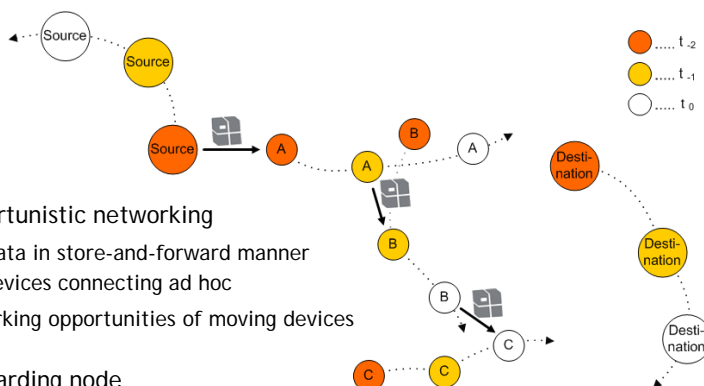 Source
Source
Source
A
A
A
B
B
B
C
C
C
Desti-
nation
Desti-
nation
Desti-
nation
..... t -2
..... t -1
..... t 0
rtunistic networking
ata in store-and-forward manner
evices connecting ad hoc
rking opportunities of moving devices
arding node